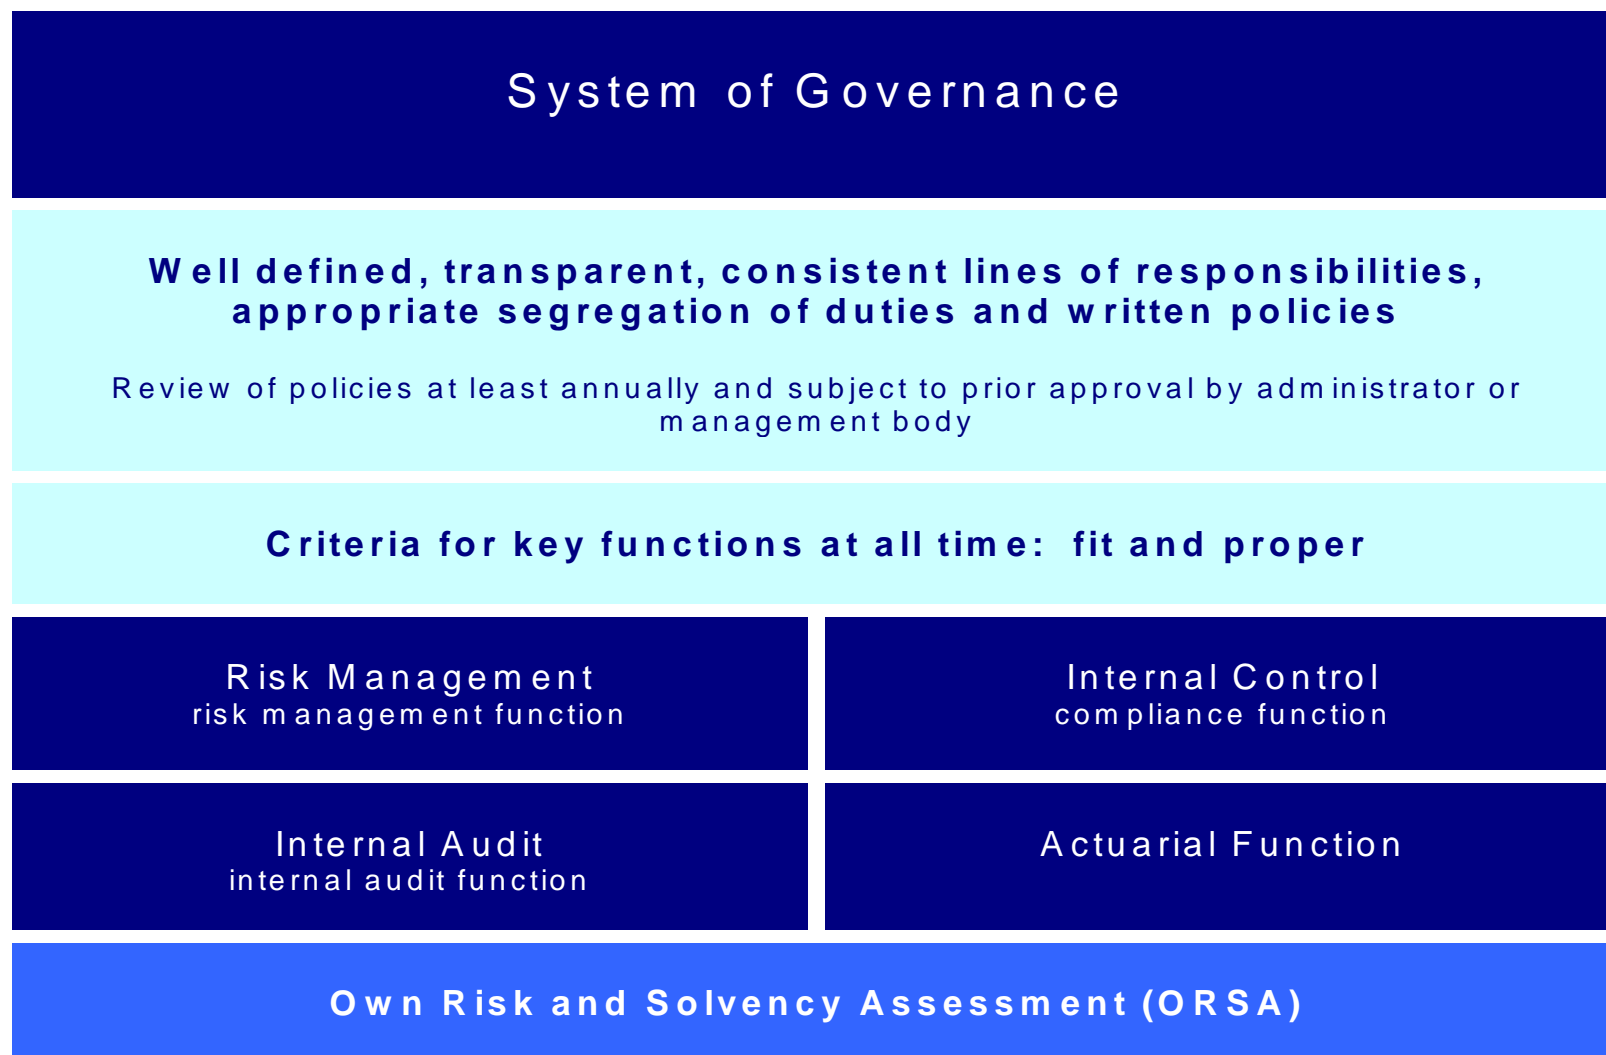 System of Governance
Well defined, transparent, consistent lines of responsibilities,
appropriate segregation of duties and written policies
Review of policies at least annually and subject to prior approval by administrator or
management body
Criteria for key functions at all time: fit and proper
Risk Management
risk management function
Internal Control
compliance function
Internal Audit
internal audit function
Actuarial Function
Own Risk and Solvency Assessment (ORSA)